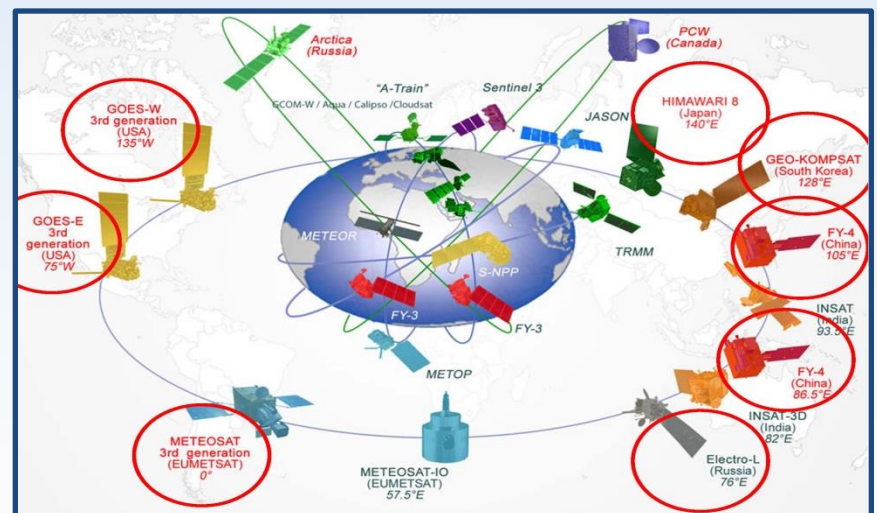 Arctica
(Russia)
PCW
(Canada)
"A-Train"
GCOM-W / Aqua / Calipso /Cloudsat
Sentinel 3
JASON
GOES-W
3rd generation
(USA)
135°W
HIMAWARI 8
(Japan)
140°E
GEO-KOMPSAT
(South Korea)
128°E
GOES-E
3rd
generation
(USA)
75°W
METEOR
S-NPP
TRMM
FY-4
(China)
105°E
FY-3
FY-3
INSAT
(India)
93.5°E
METOP
FY-4
(China)
86.5°E
INSAT-3D
(India)
82°E
METEOSAT
3rd generation
(EUMETSAT)
0°
METEOSAT-IO
(EUMETSAT)
57.5°E
Electro-L
(Russia)
76°E